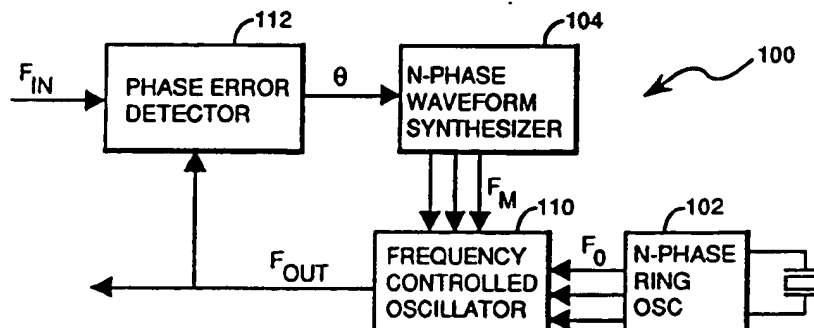 112
104
100
F_IN
PHASE ERROR
DETECTOR
θ
N-PHASE
WAVEFORM
SYNTHESIZER
F_M
110
102
F_OUT
FREQUENCY
CONTROLLED
OSCILLATOR
F_0
N-PHASE
RING
OSC